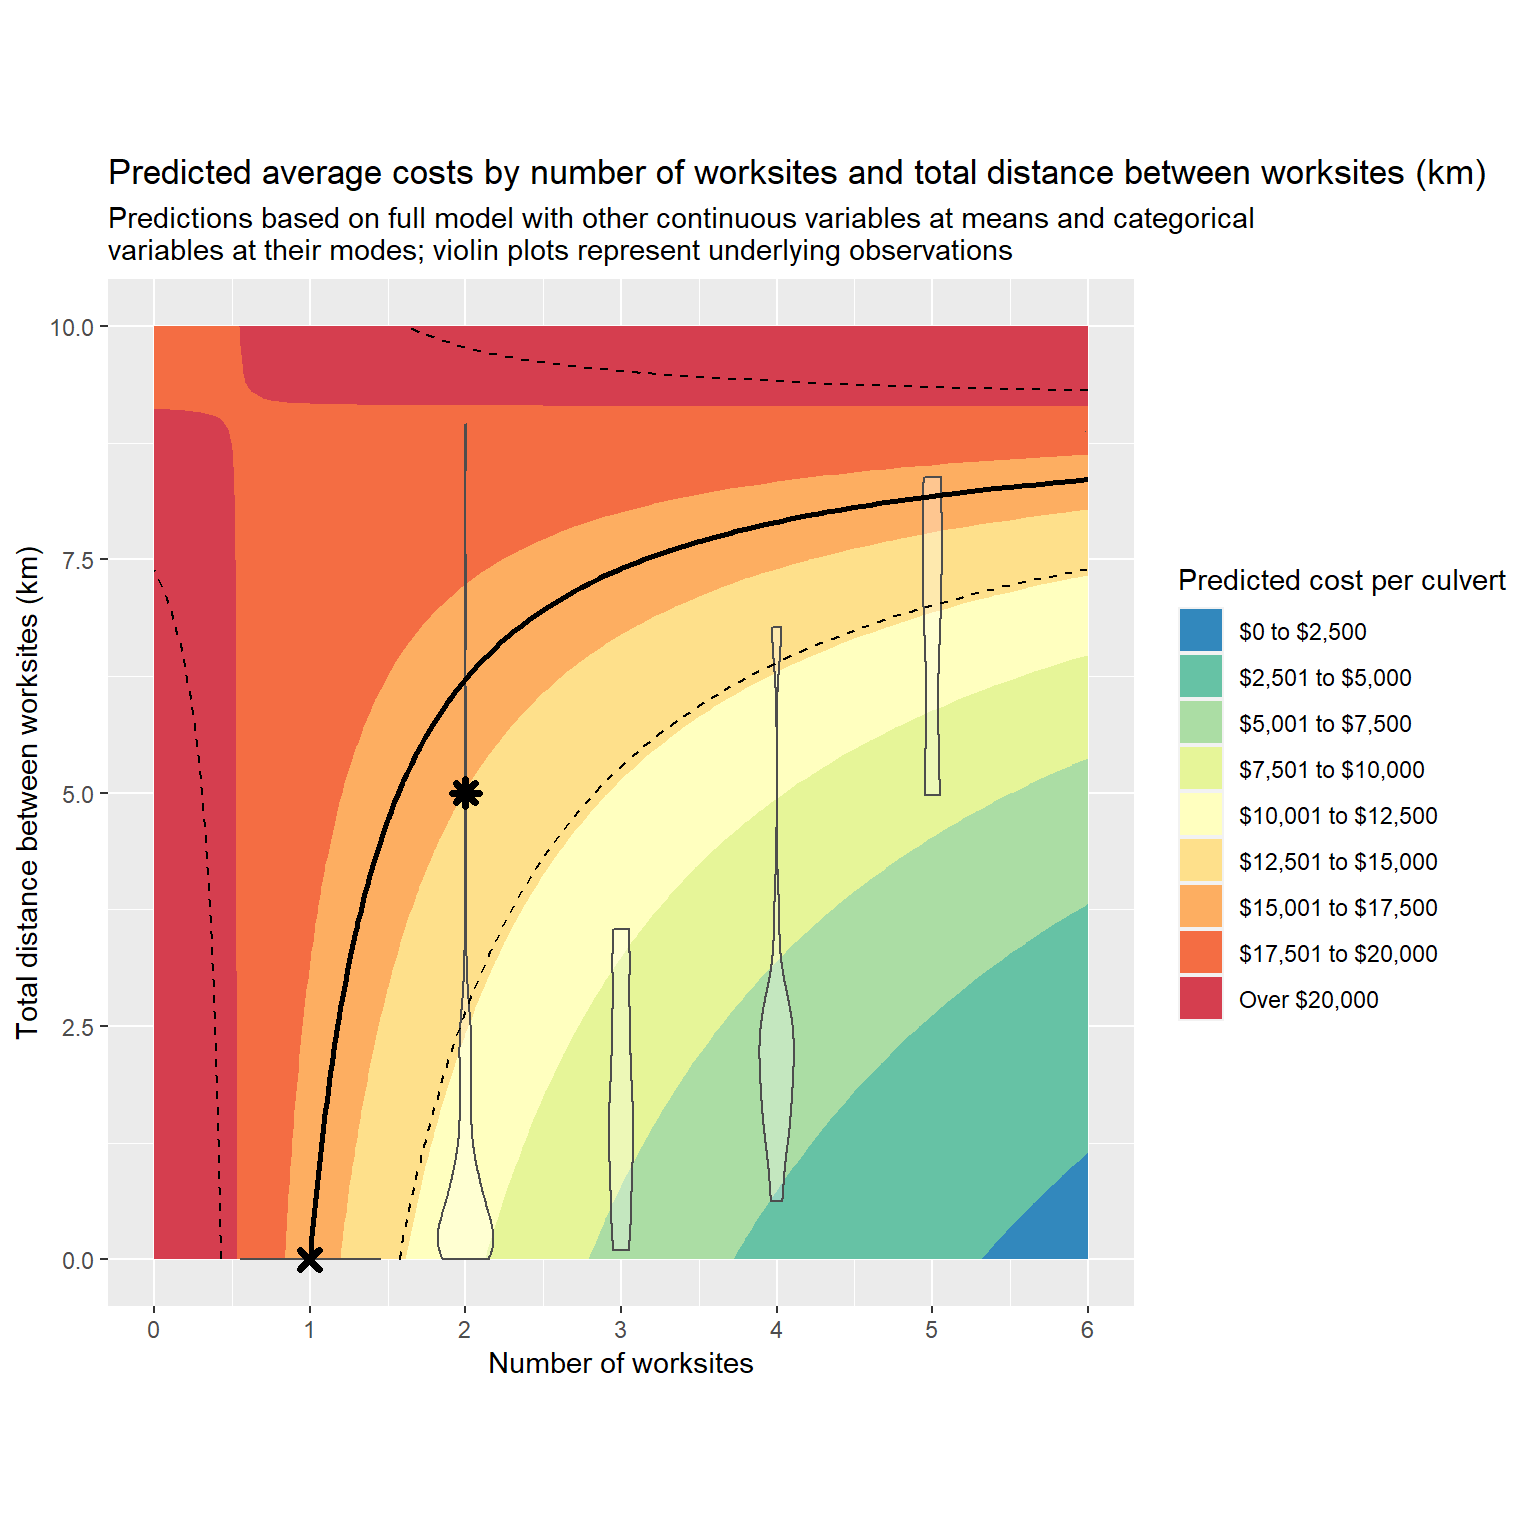 Predicted average costs by number of worksites and total distance between worksites (km)
Predictions based on full model with other continuous variables at means and categorical
variables at their modes; violin plots represent underlying observations
Total distance between worksites (km)
10.0
7.5
5.0
2.5
0.0
0
1
2
3
4
5
6
Number of worksites
Predicted cost per culvert
$0 to $2,500
$2,501 to $5,000
$5,001 to $7,500
$7,501 to $10,000
$10,001 to $12,500
$12,501 to $15,000
$15,001 to $17,500
$17,501 to $20,000
Over $20,000